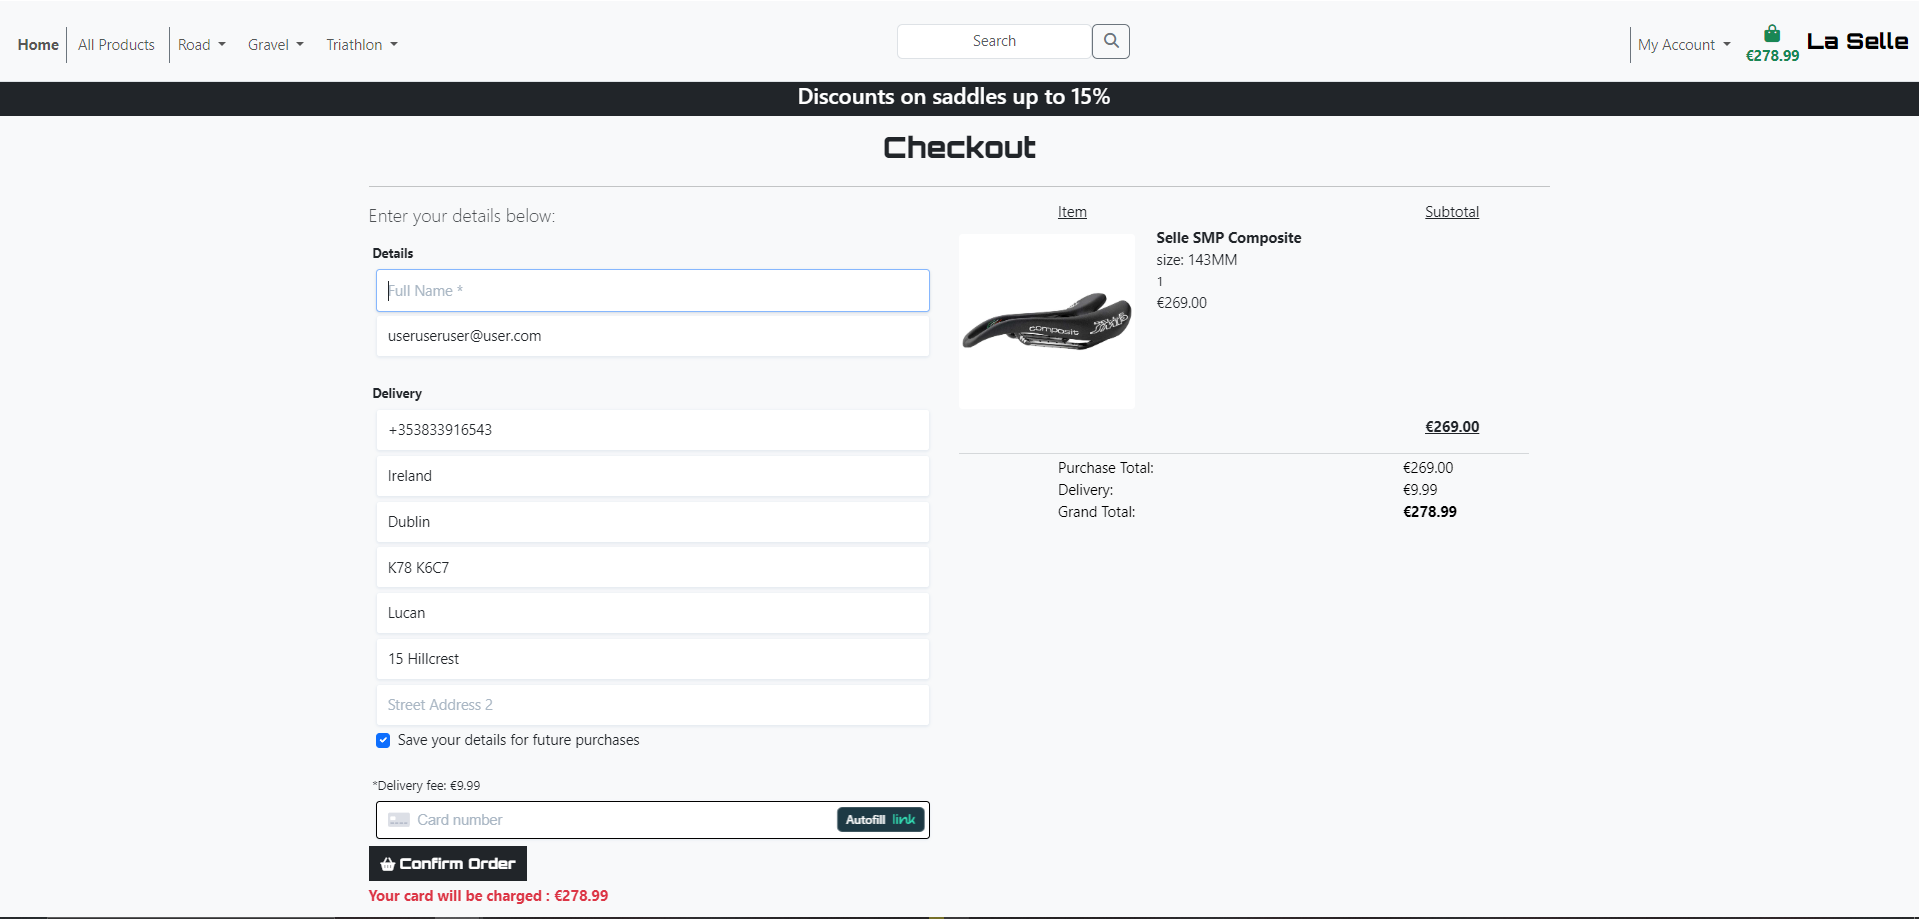 Home All Products Road Gravel Triathlon Search My Account €278.99 La Selle
Discounts on saddles up to 15%
Checkout
Enter your details below:
Details
Full Name *
useruseruser@user.com
Delivery
+353833916543
Ireland
Dublin
K78 K6C7
Lucan
15 Hillcrest
Street Address 2
Save your details for future purchases
*Delivery fee: €9.99
Card number Autofill link
Confirm Order
Your card will be charged : €278.99
Item Subtotal
Selle SMP Composite
size: 143MM
1
€269.00
composit
€269.00
Purchase Total: €269.00
Delivery: €9.99
Grand Total: €278.99